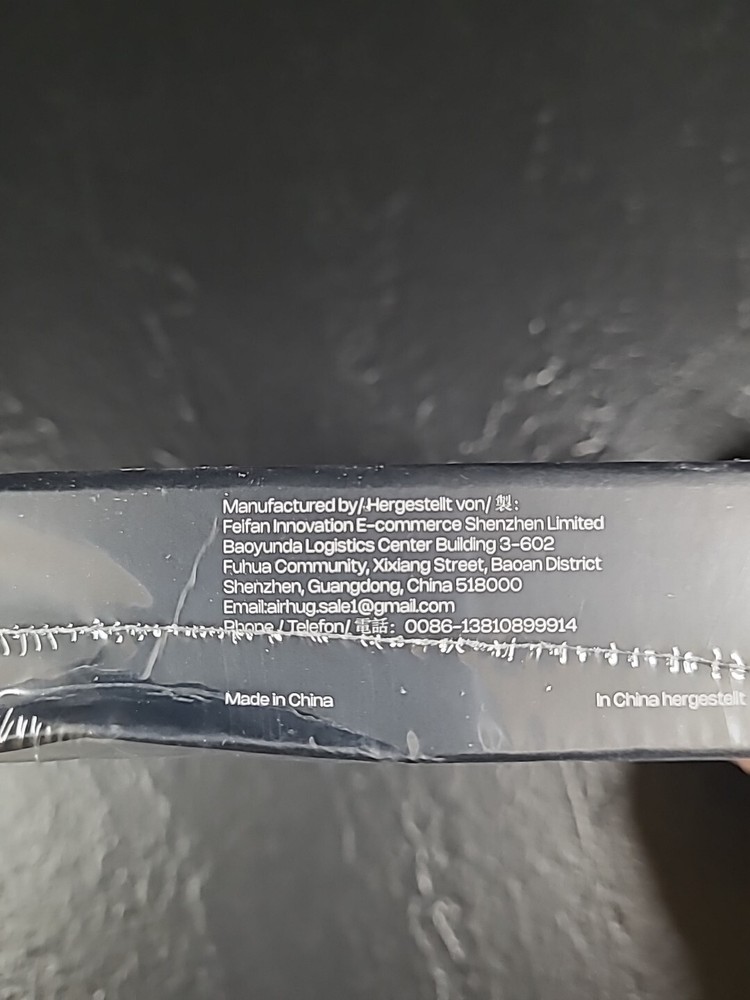 Manufactured by/ Hergestellt von/ 製:
Feifan Innovation E-commerce Shenzhen Limited
Baoyunda Logistics Center Building 3-602
Fuhua Community, Xixiang Street, Baoan District
Shenzhen, Guangdong, China 518000
Email:airhug.sale1@gmail.com
Phone / Telefon/ 電話: 0086-13810899914
Made in China
In China hergestellt